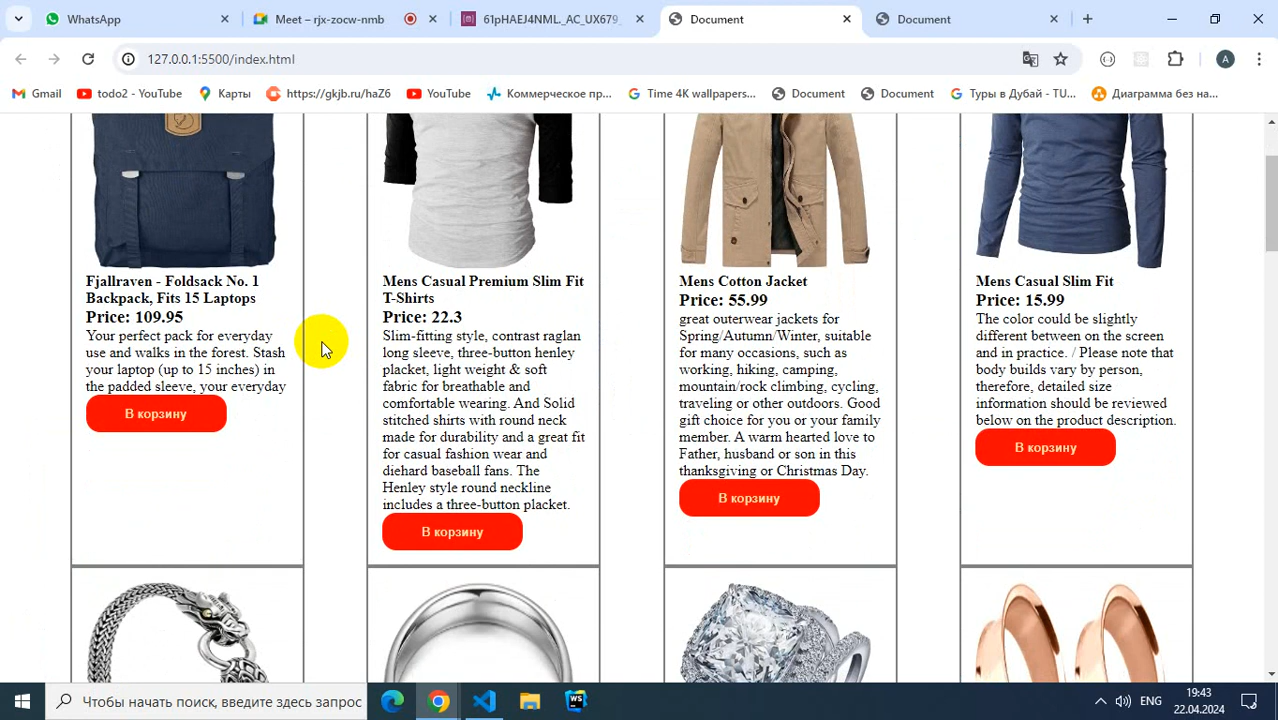 WhatsApp
Meet – rjx-zocw-nmb
61pHAEJ4NML._AC_UX679_
Document
Document
127.0.0.1:5500/index.html
A
Gmail
todo2 - YouTube
Карты
https://gkjb.ru/haZ6
YouTube
Коммерческое пр...
Time 4K wallpapers...
Document
Document
Туры в Дубай - TU...
Диаграмма без на...
Fjallraven - Foldsack No. 1
Backpack, Fits 15 Laptops
Price: 109.95
Your perfect pack for everyday
use and walks in the forest. Stash
your laptop (up to 15 inches) in
the padded sleeve, your everyday
В корзину
Mens Casual Premium Slim Fit
T-Shirts
Price: 22.3
Slim-fitting style, contrast raglan
long sleeve, three-button henley
placket, light weight & soft
fabric for breathable and
comfortable wearing. And Solid
stitched shirts with round neck
made for durability and a great fit
for casual fashion wear and
diehard baseball fans. The
Henley style round neckline
includes a three-button placket.
В корзину
Mens Cotton Jacket
Price: 55.99
great outerwear jackets for
Spring/Autumn/Winter, suitable
for many occasions, such as
working, hiking, camping,
mountain/rock climbing, cycling,
traveling or other outdoors. Good
gift choice for you or your family
member. A warm hearted love to
Father, husband or son in this
thanksgiving or Christmas Day.
В корзину
Mens Casual Slim Fit
Price: 15.99
The color could be slightly
different between on the screen
and in practice. / Please note that
body builds vary by person,
therefore, detailed size
information should be reviewed
below on the product description.
В корзину
Чтобы начать поиск, введите здесь запрос
WS
ENG
19:43
22.04.2024